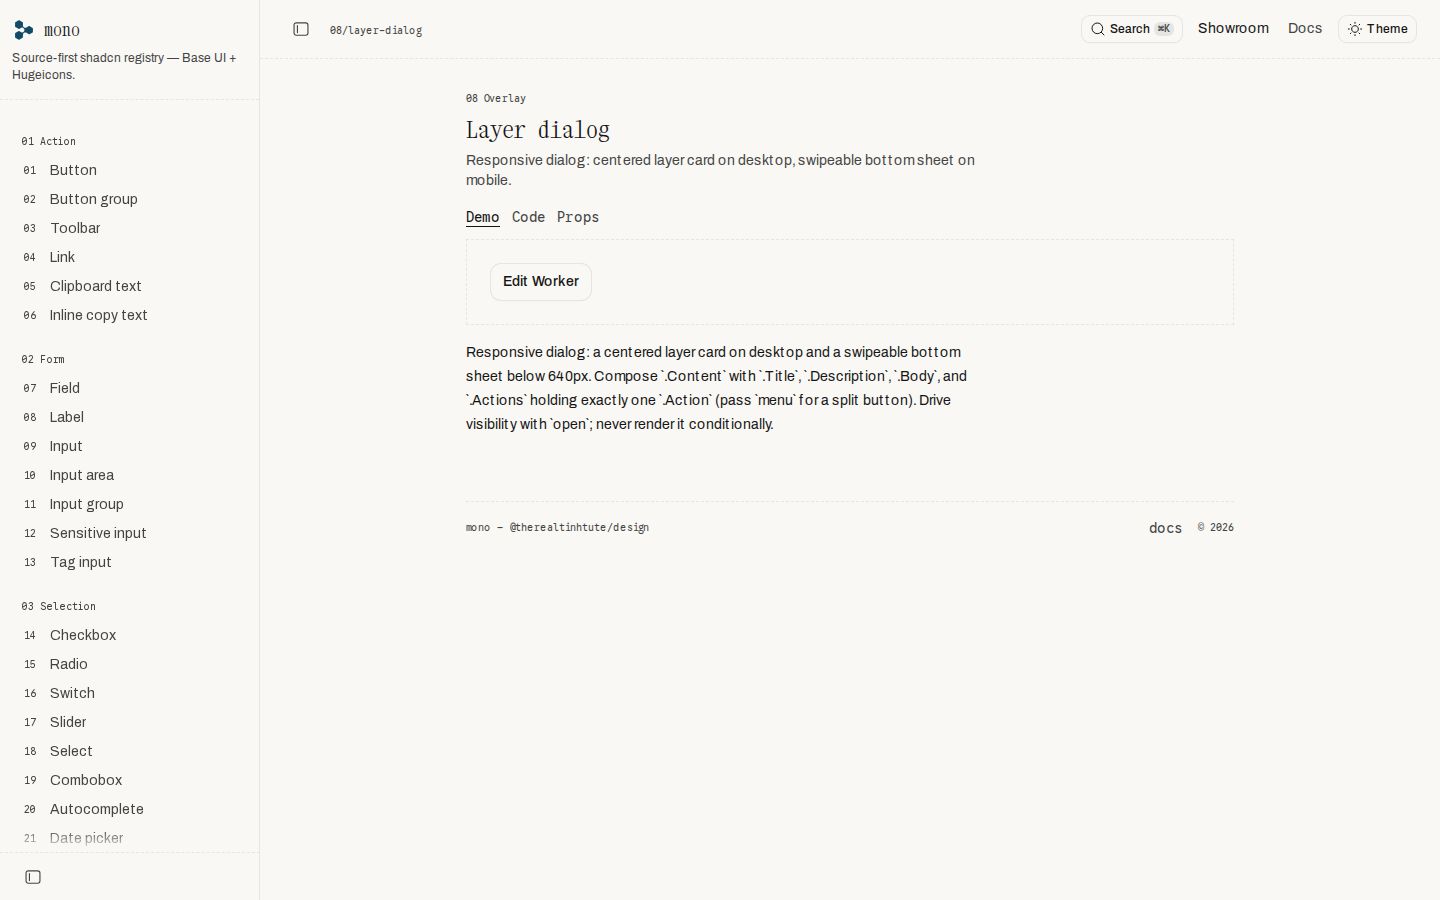 mono
Source-first shadcn registry — Base UI +
Hugeicons.
01 Action
01 Button
02 Button group
03 Toolbar
04 Link
05 Clipboard text
06 Inline copy text
02 Form
07 Field
08 Label
09 Input
10 Input area
11 Input group
12 Sensitive input
13 Tag input
03 Selection
14 Checkbox
15 Radio
16 Switch
17 Slider
18 Select
19 Combobox
20 Autocomplete
21 Date picker
08/layer-dialog
Search ⌘K
Showroom
Docs
Theme
08 Overlay
Layer dialog
Responsive dialog: centered layer card on desktop, swipeable bottom sheet on
mobile.
Demo Code Props
Edit Worker
Responsive dialog: a centered layer card on desktop and a swipeable bottom
sheet below 640px. Compose `.Content` with `.Title`, `.Description`, `.Body`, and
`.Actions` holding exactly one `.Action` (pass `menu` for a split button). Drive
visibility with `open`; never render it conditionally.
mono — @therealtinhtute/design
docs © 2026